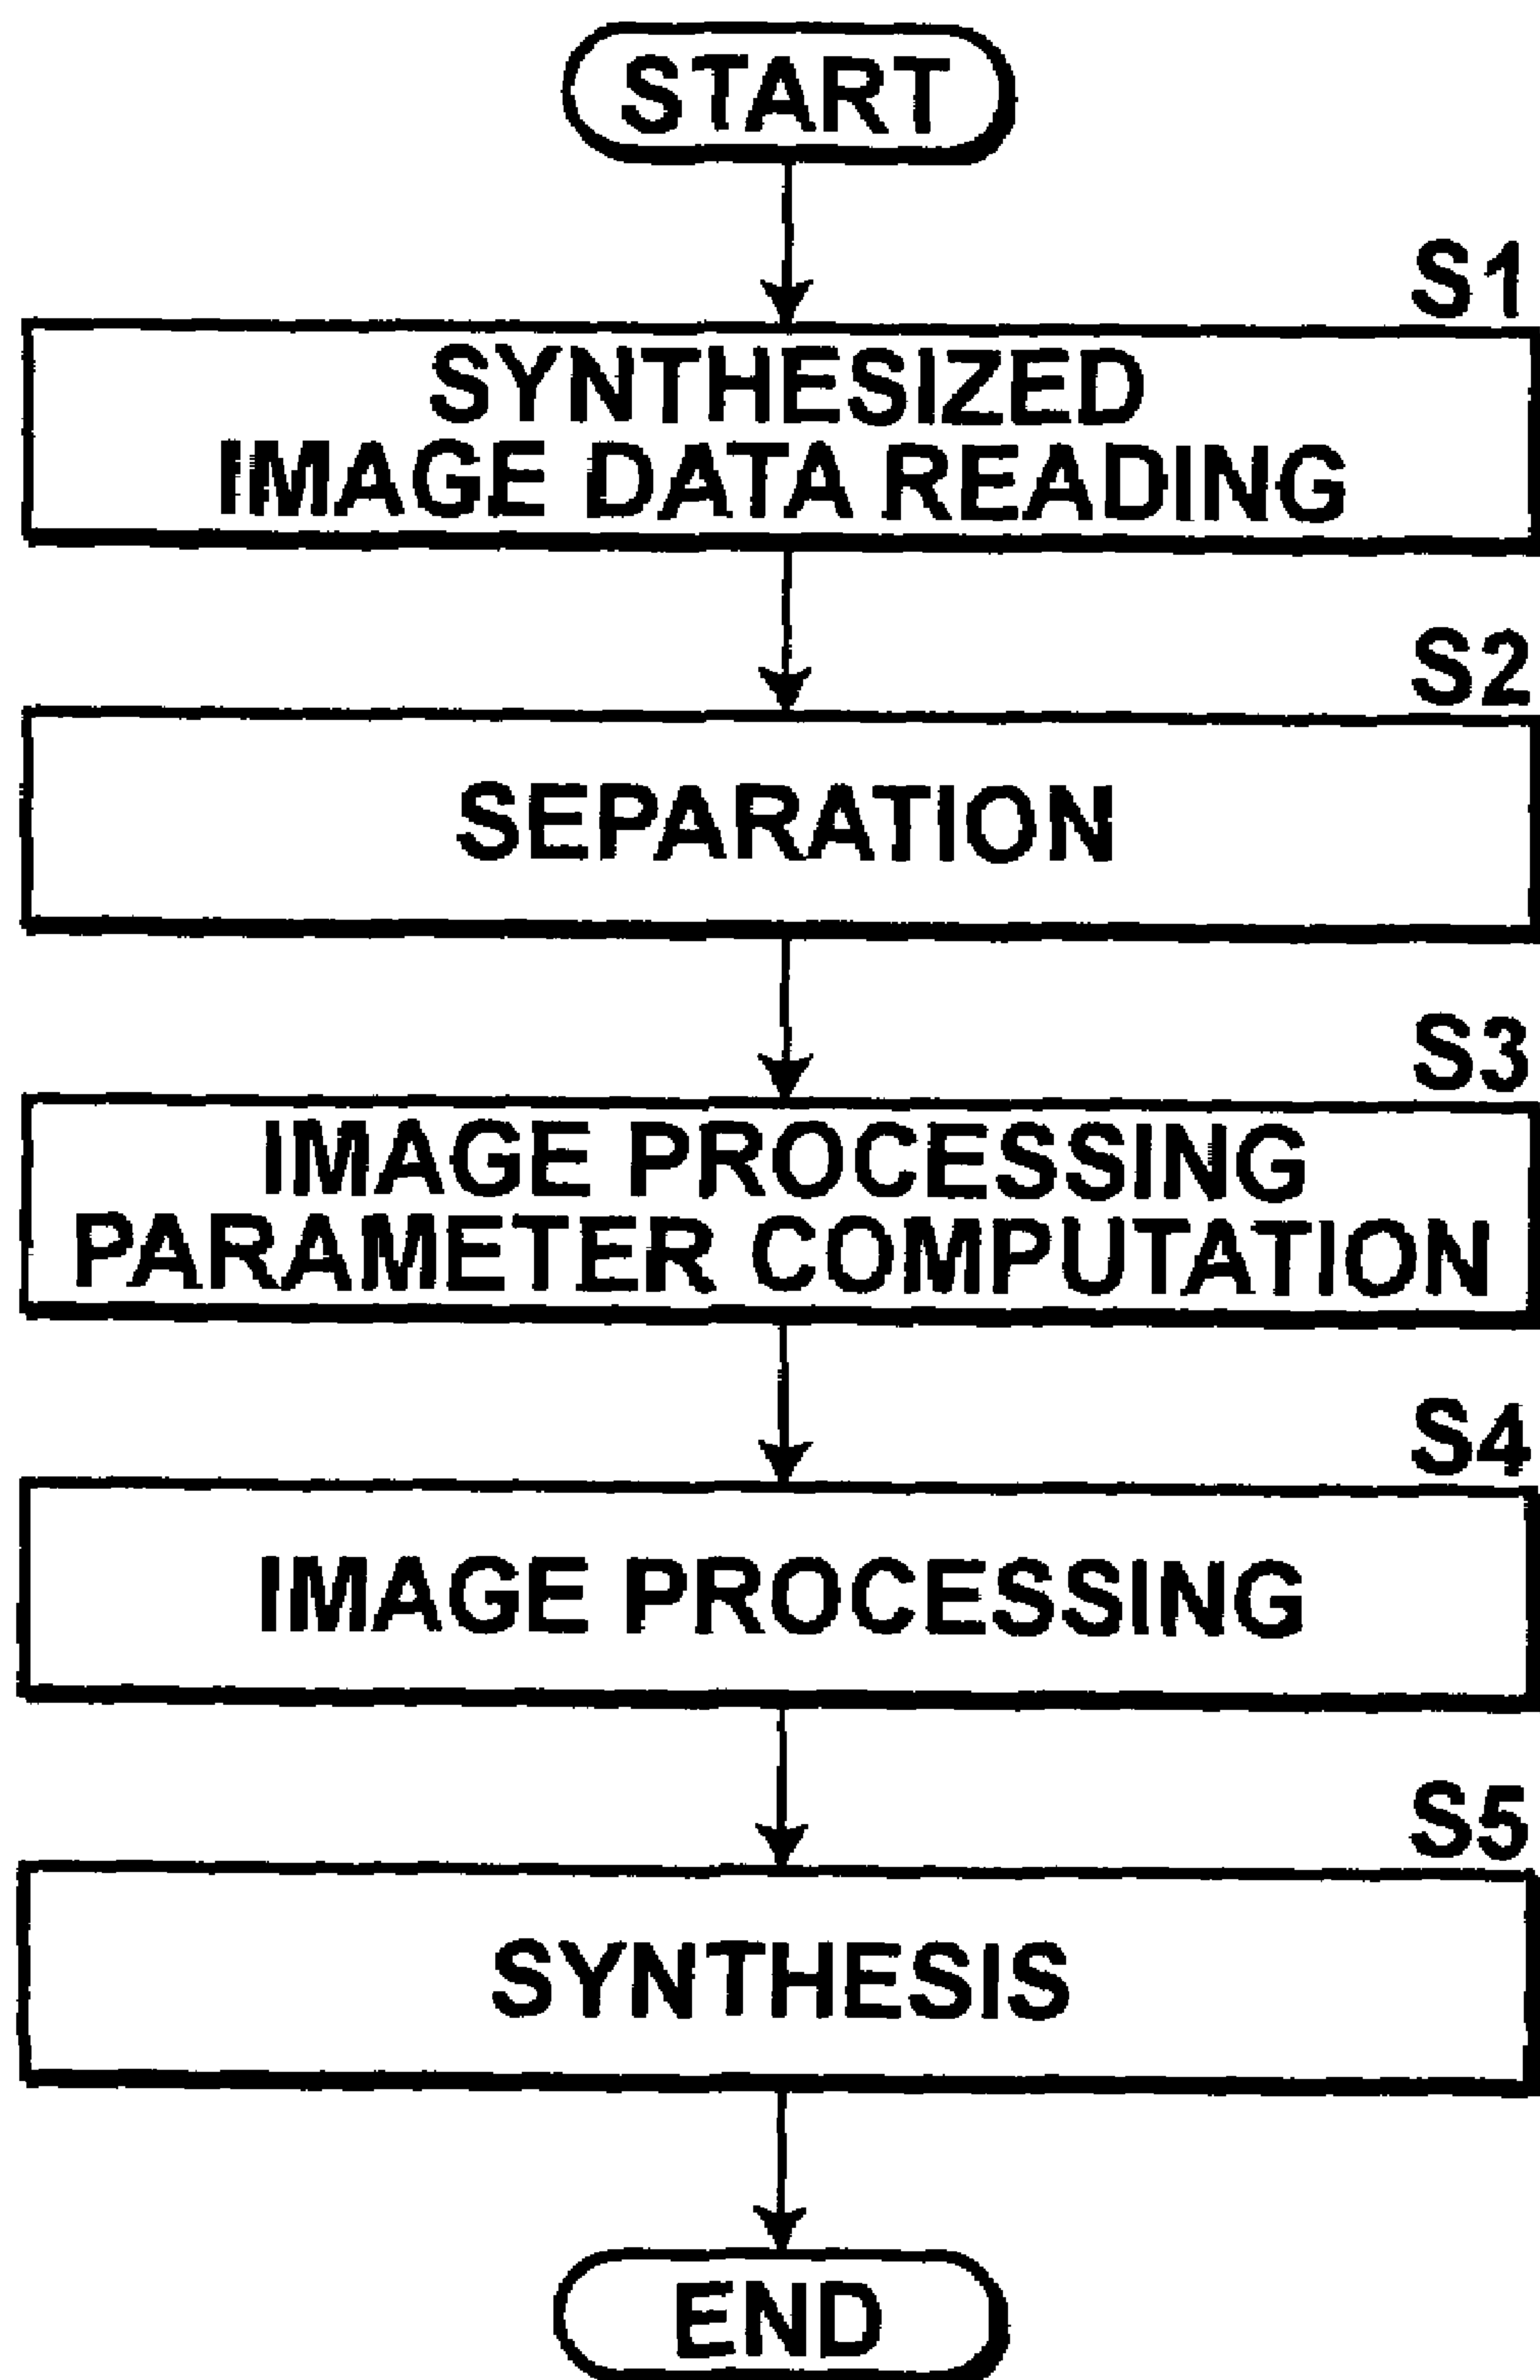 START
S1
SYNTHESIZED
IMAGE DATA READING
S2
SEPARATION
S3
IMAGE PROCESSING
PARAMETER COMPUTATION
S4
IMAGE PROCESSING
S5
SYNTHESIS
END